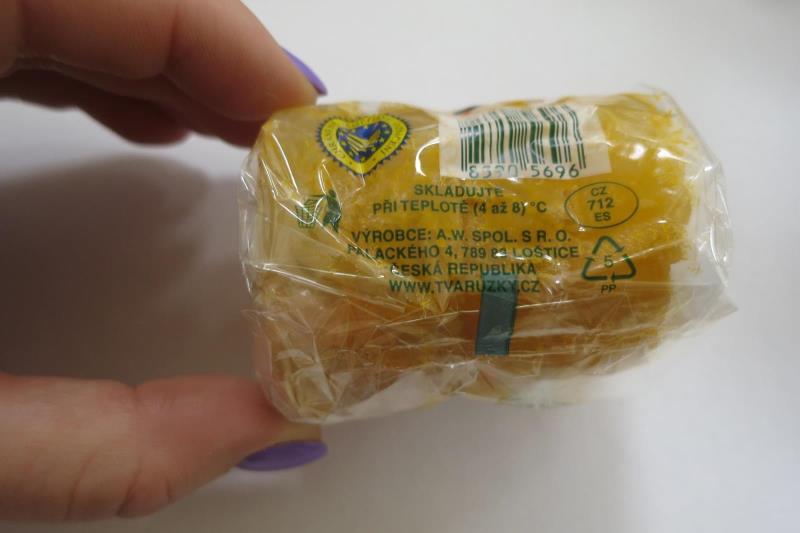 8590 5696
SKLADUJTE
PŘI TEPLOTĚ (4 až 8) °C
CZ
712
ES
VÝROBCE: A.W. SPOL. S R. O.
PALACKÉHO 4, 789 83 LOŠTICE
ČESKÁ REPUBLIKA
WWW.TVARUZKY.CZ
5
PP